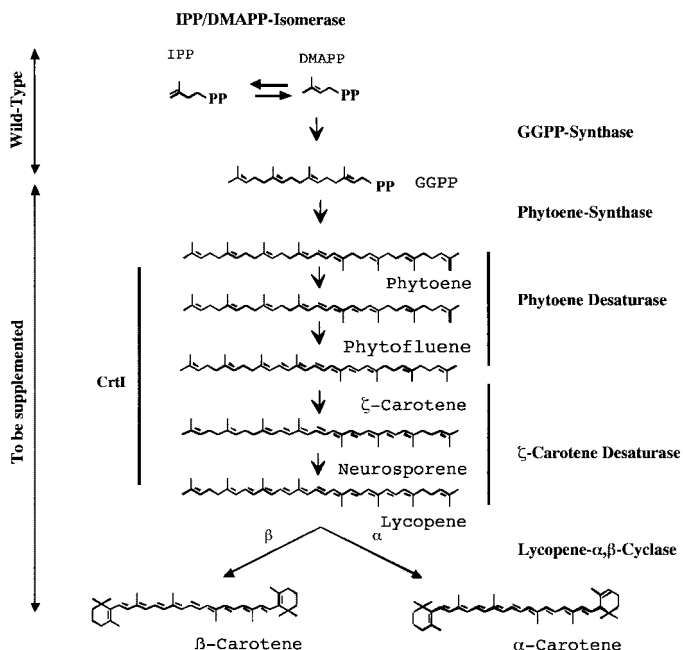 IPP/DMAPP-Isomerase
IPP
DMAPP
PP
PP
Wild-Type
GGPP-Synthase
PP
GGPP
Phytoene-Synthase
Phytoene
Phytoene Desaturase
Phytofluene
CrtI
To be supplemented
ζ-Carotene
ζ-Carotene Desaturase
Neurosporene
Lycopene
β
α
Lycopene-α,β-Cyclase
ß-Carotene
α-Carotene